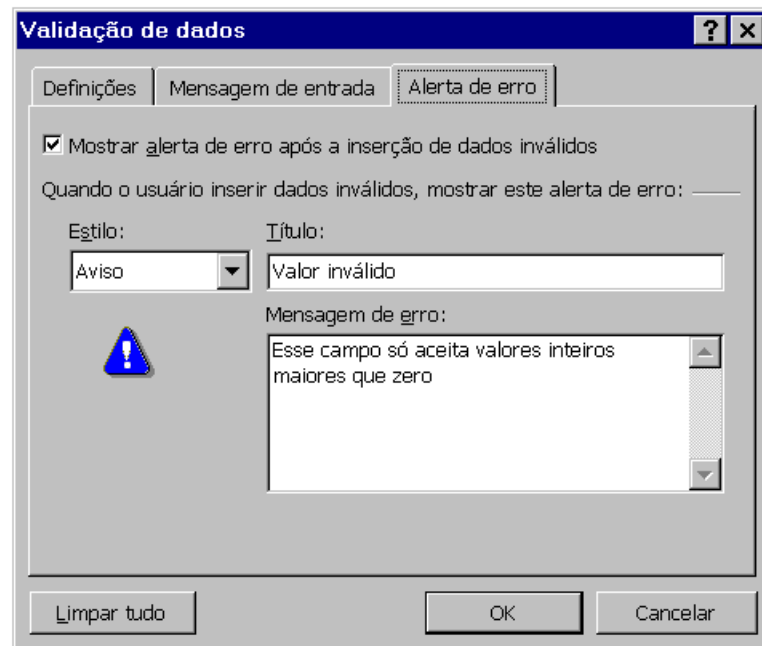 Validação de dados
Definições
Mensagem de entrada
Alerta de erro
Mostrar alerta de erro após a inserção de dados inválidos
Quando o usuário inserir dados inválidos, mostrar este alerta de erro:
Estilo:
Título:
Aviso
Valor inválido
Mensagem de erro:
Esse campo só aceita valores inteiros
maiores que zero
Limpar tudo
OK
Cancelar